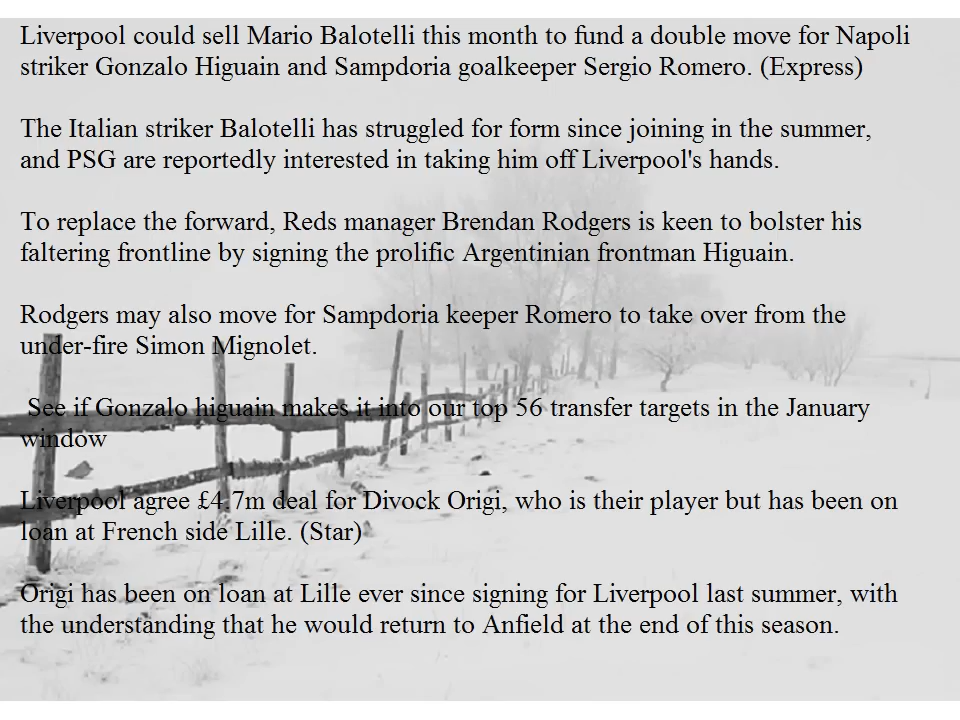 Liverpool could sell Mario Balotelli this month to fund a double move for Napoli
striker Gonzalo Higuain and Sampdoria goalkeeper Sergio Romero. (Express)
The Italian striker Balotelli has struggled for form since joining in the summer,
and PSG are reportedly interested in taking him off Liverpool's hands.
To replace the forward, Reds manager Brendan Rodgers is keen to bolster his
faltering frontline by signing the prolific Argentinian frontman Higuain.
Rodgers may also move for Sampdoria keeper Romero to take over from the
under-fire Simon Mignolet.
See if Gonzalo higuain makes it into our top 56 transfer targets in the January
window
Liverpool agree £4.7m deal for Divock Origi, who is their player but has been on
loan at French side Lille. (Star)
Origi has been on loan at Lille ever since signing for Liverpool last summer, with
the understanding that he would return to Anfield at the end of this season.